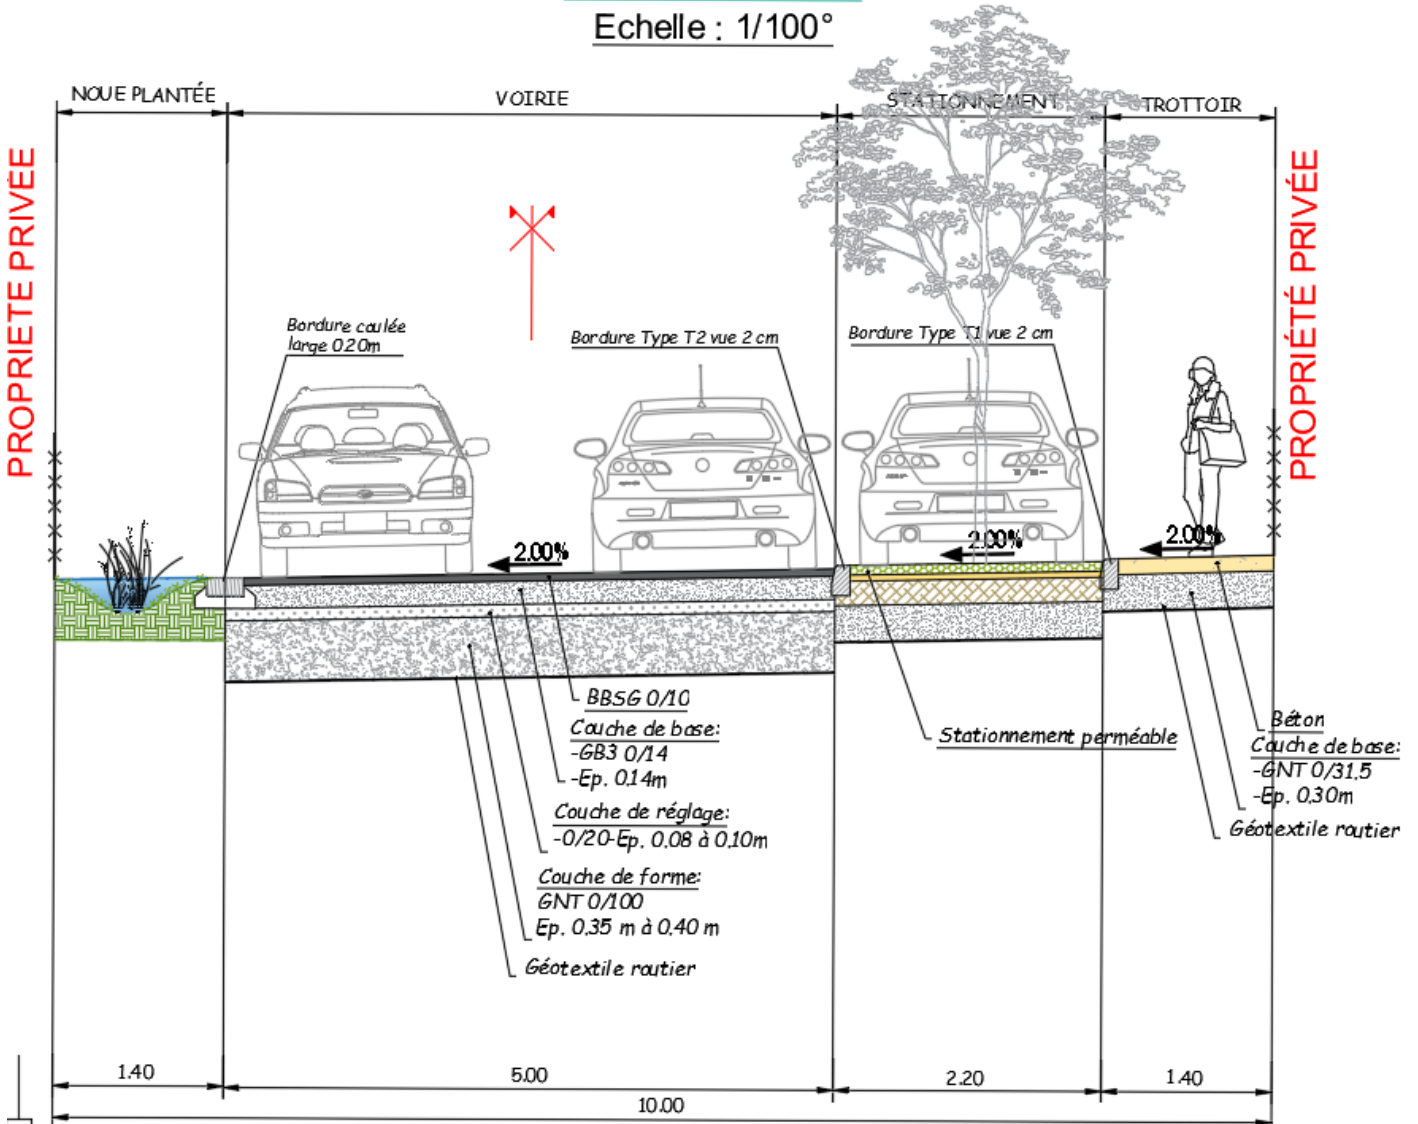 Echelle : 1/100°
NOUE PLANTÉE
VOIRIE
STATIONNEMENT
TROTTOIR
PROPRIETE PRIVÉE
PROPRIÉTÉ PRIVÉE
Bordure coulée
large 0.20m
Bordure Type T2 vue 2 cm
Bordure Type T1 vue 2 cm
2.00%
2.00%
2.00%
BBSG 0/10
Couche de base:
-GB3 0/14
-Ep. 0.14m
Couche de réglage:
-0/20-Ep. 0.08 à 0.10m
Couche de forme:
GNT 0/100
Ep. 0.35 m à 0.40 m
Géotextile routier
Stationnement perméable
Béton
Couche de base:
-GNT 0/31.5
-Ep. 0.30m
Géotextile routier
1.40
5.00
2.20
1.40
10.00